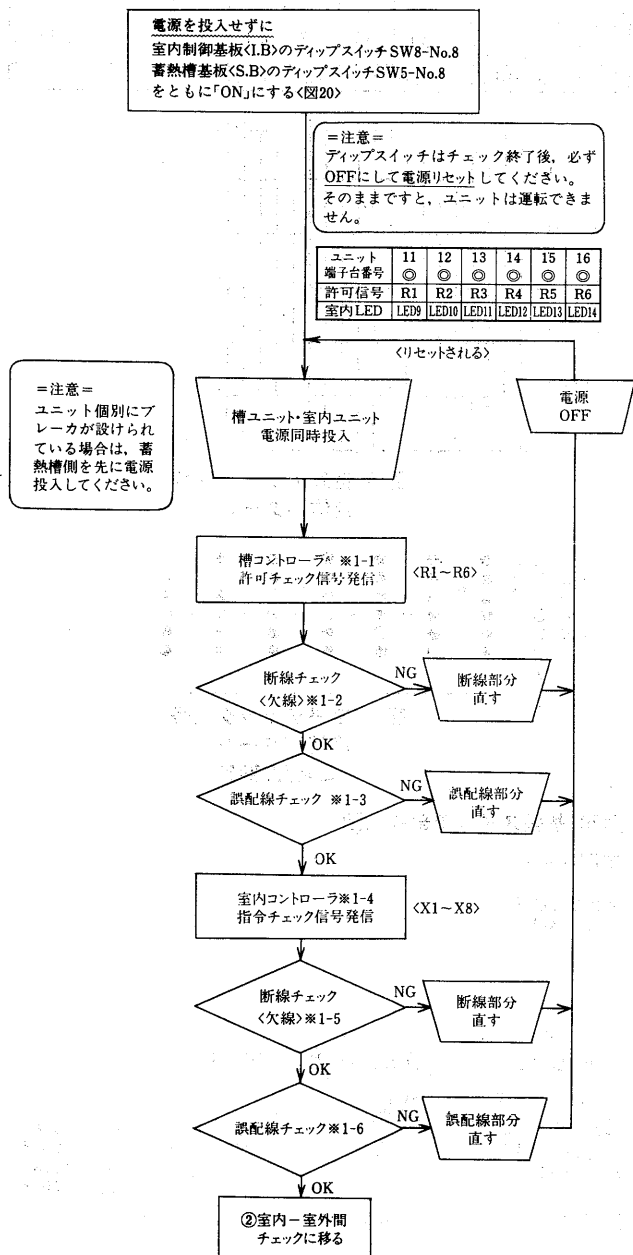 電源を投入せずに
室内制御基板<I.B>のディップスイッチSW8-No.8
蓄熱槽基板<S.B>のディップスイッチSW5-No.8
をともに「ON」にする<図20>
=注意=
ディップスイッチはチェック終了後,必ず
OFFにして電源リセットしてください。
そのままですと,ユニットは運転できま
せん。
ユニット 11 12 13 14 15 16
端子台番号 ◎ ◎ ◎ ◎ ◎ ◎
許可信号 R1 R2 R3 R4 R5 R6
室内LED LED9 LED10 LED11 LED12 LED13 LED14
<リセットされる>
=注意=
ユニット個別にブ
レーカが設けられ
ている場合は,蓄
熱槽側を先に電源
投入してください。
槽ユニット・室内ユニット
電源同時投入
電源
OFF
槽コントローラ ※1-1
許可チェック信号発信
<R1~R6>
断線チェック
<欠線>※1-2
NG
断線部分
直す
OK
誤配線チェック ※1-3
NG
誤配線部分
直す
OK
室内コントローラ※1-4
指令チェック信号発信
<X1~X8>
断線チェック
<欠線>※1-5
NG
断線部分
直す
OK
誤配線チェック※1-6
NG
誤配線部分
直す
OK
②室内-室外間
チェックに移る